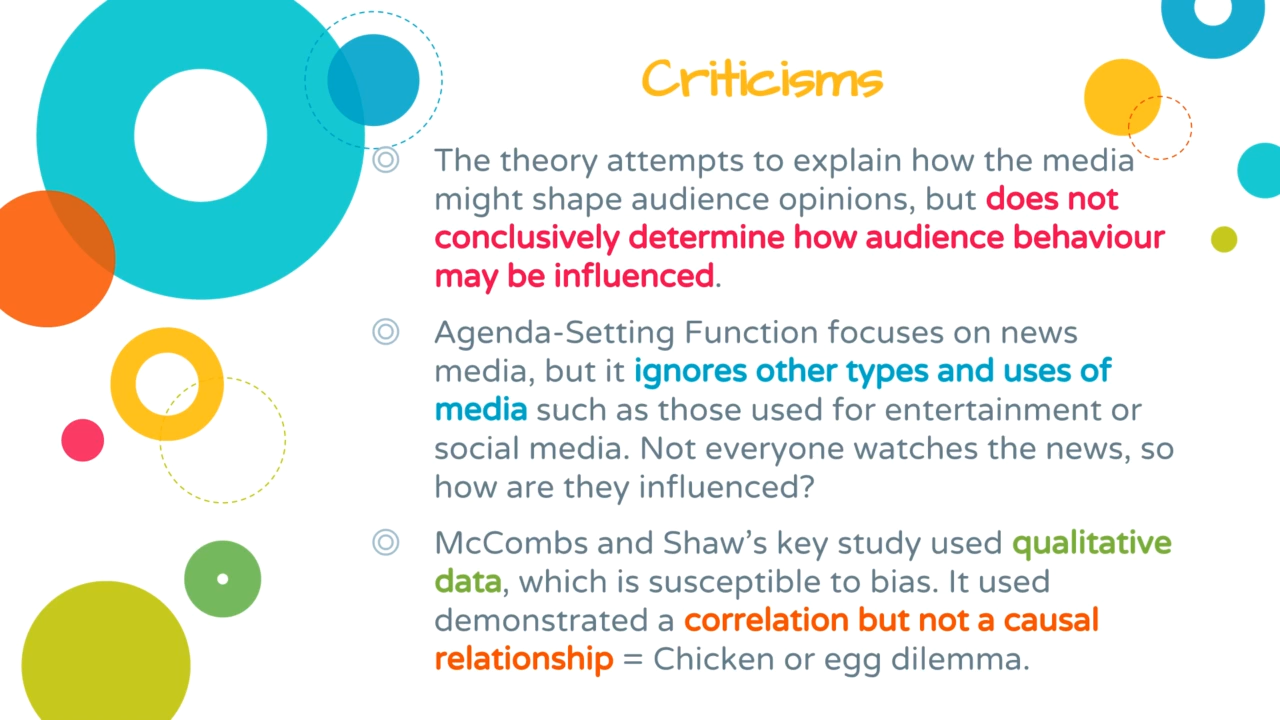 Criticisms
The theory attempts to explain how the media
might shape audience opinions, but does not
conclusively determine how audience behaviour
may be influenced.
Agenda-Setting Function focuses on news
media, but it ignores other types and uses of
media such as those used for entertainment or
social media. Not everyone watches the news, so
how are they influenced?
McCombs and Shaw’s key study used qualitative
data, which is susceptible to bias. It used
demonstrated a correlation but not a causal
relationship = Chicken or egg dilemma.